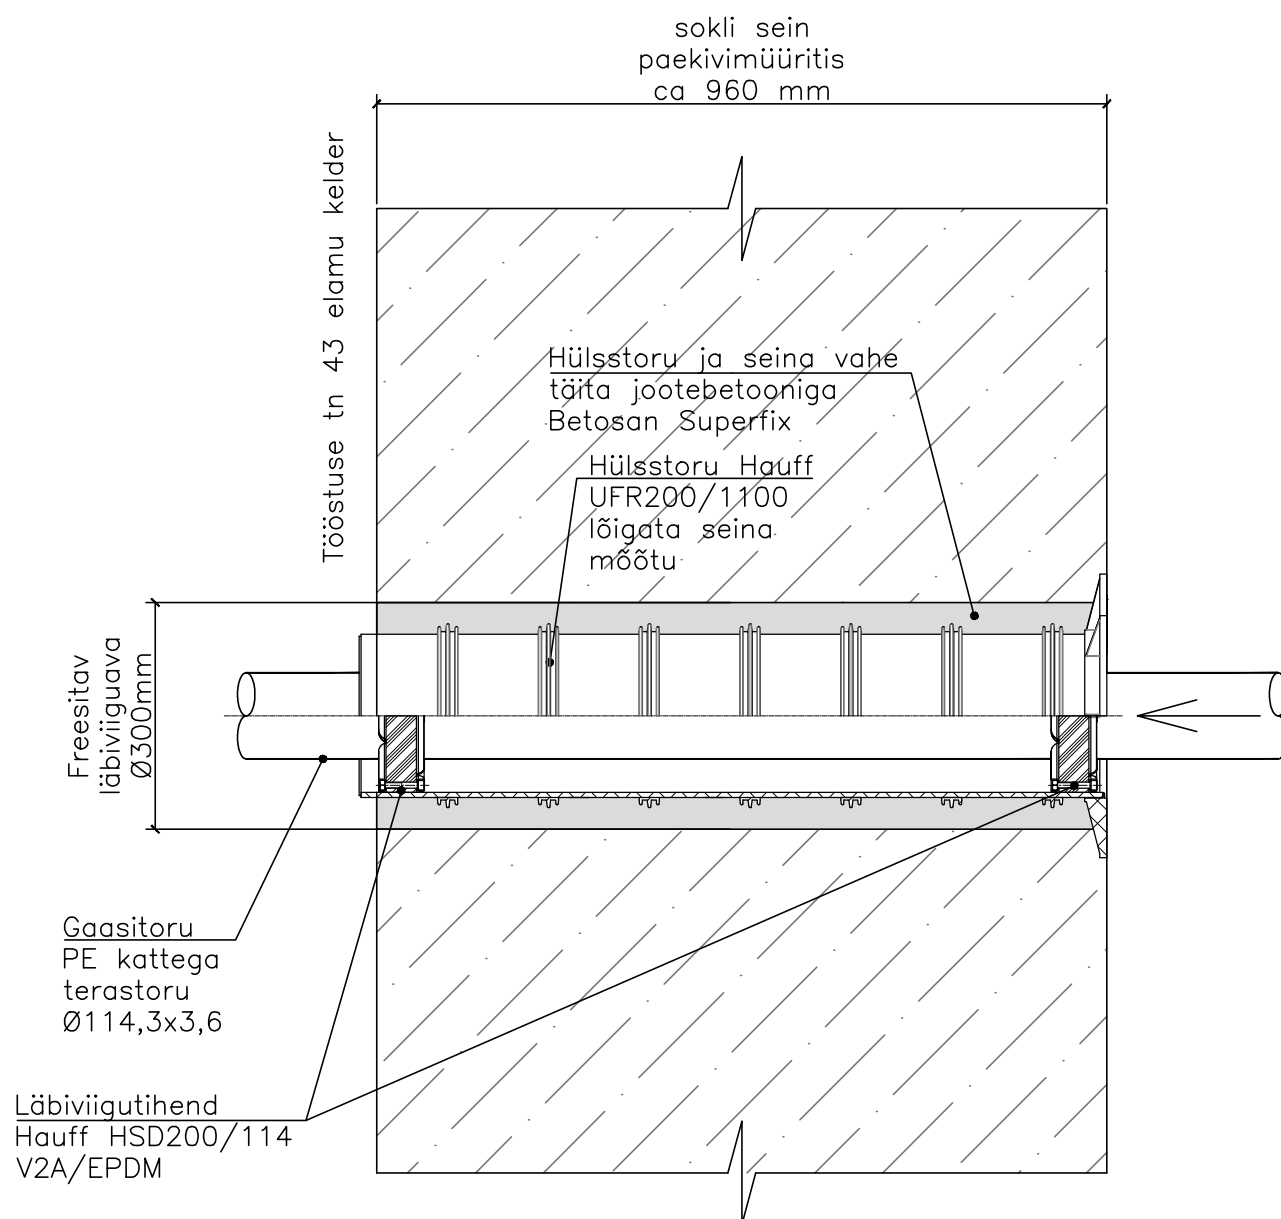 sokli sein
paekivimüüritis
ca 960 mm
Tööstuse tn 43 elamu kelder
Hülsstoru ja seina vahe
täita jootebetooniga
Betosan Superfix
Hülsstoru Hauff
UFR200/1100
lõigata seina
mõõtu
Freesitav
läbiviiguava
Ø300mm
Gaasitoru
PE kattega
terastoru
Ø114,3x3,6
Läbiviigutihend
Hauff HSD200/114
V2A/EPDM